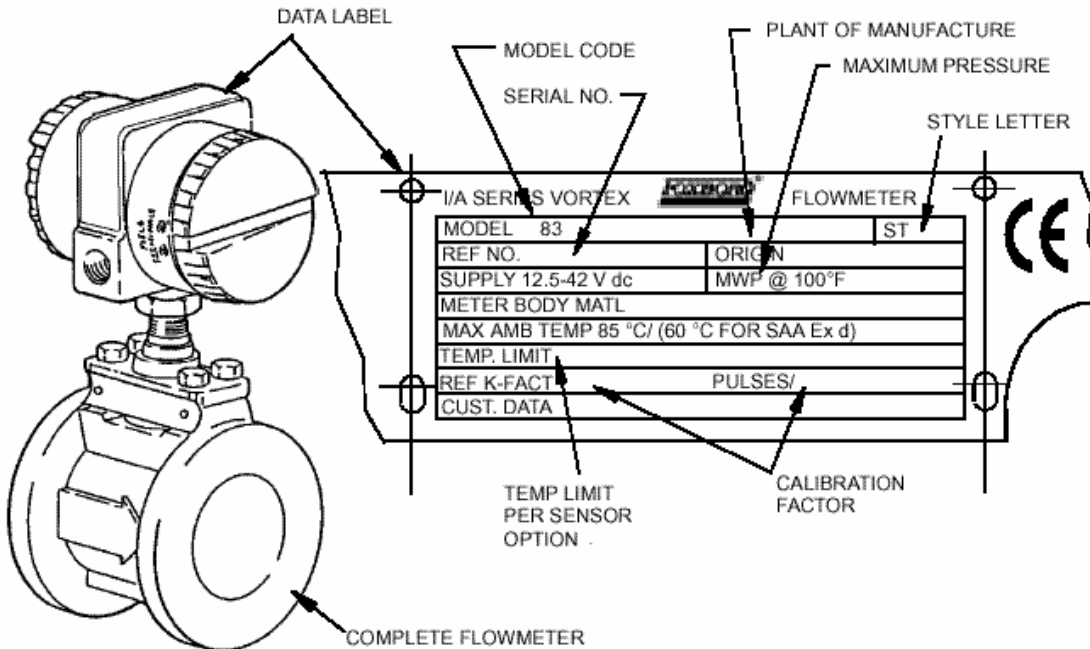 DATA LABEL
MODEL CODE
SERIAL NO.
PLANT OF MANUFACTURE
MAXIMUM PRESSURE
STYLE LETTER
I/A SERIES VORTEX FOXBORO® FLOWMETER
MODEL 83 ST
REF NO. ORIGIN
SUPPLY 12.5-42 V dc MWP @ 100°F
METER BODY MATL
MAX AMB TEMP 85 °C/ (60 °C FOR SAA Ex d)
TEMP. LIMIT
REF K-FACT PULSES/
CUST. DATA
CE
TEMP LIMIT
PER SENSOR
OPTION
CALIBRATION
FACTOR
COMPLETE FLOWMETER